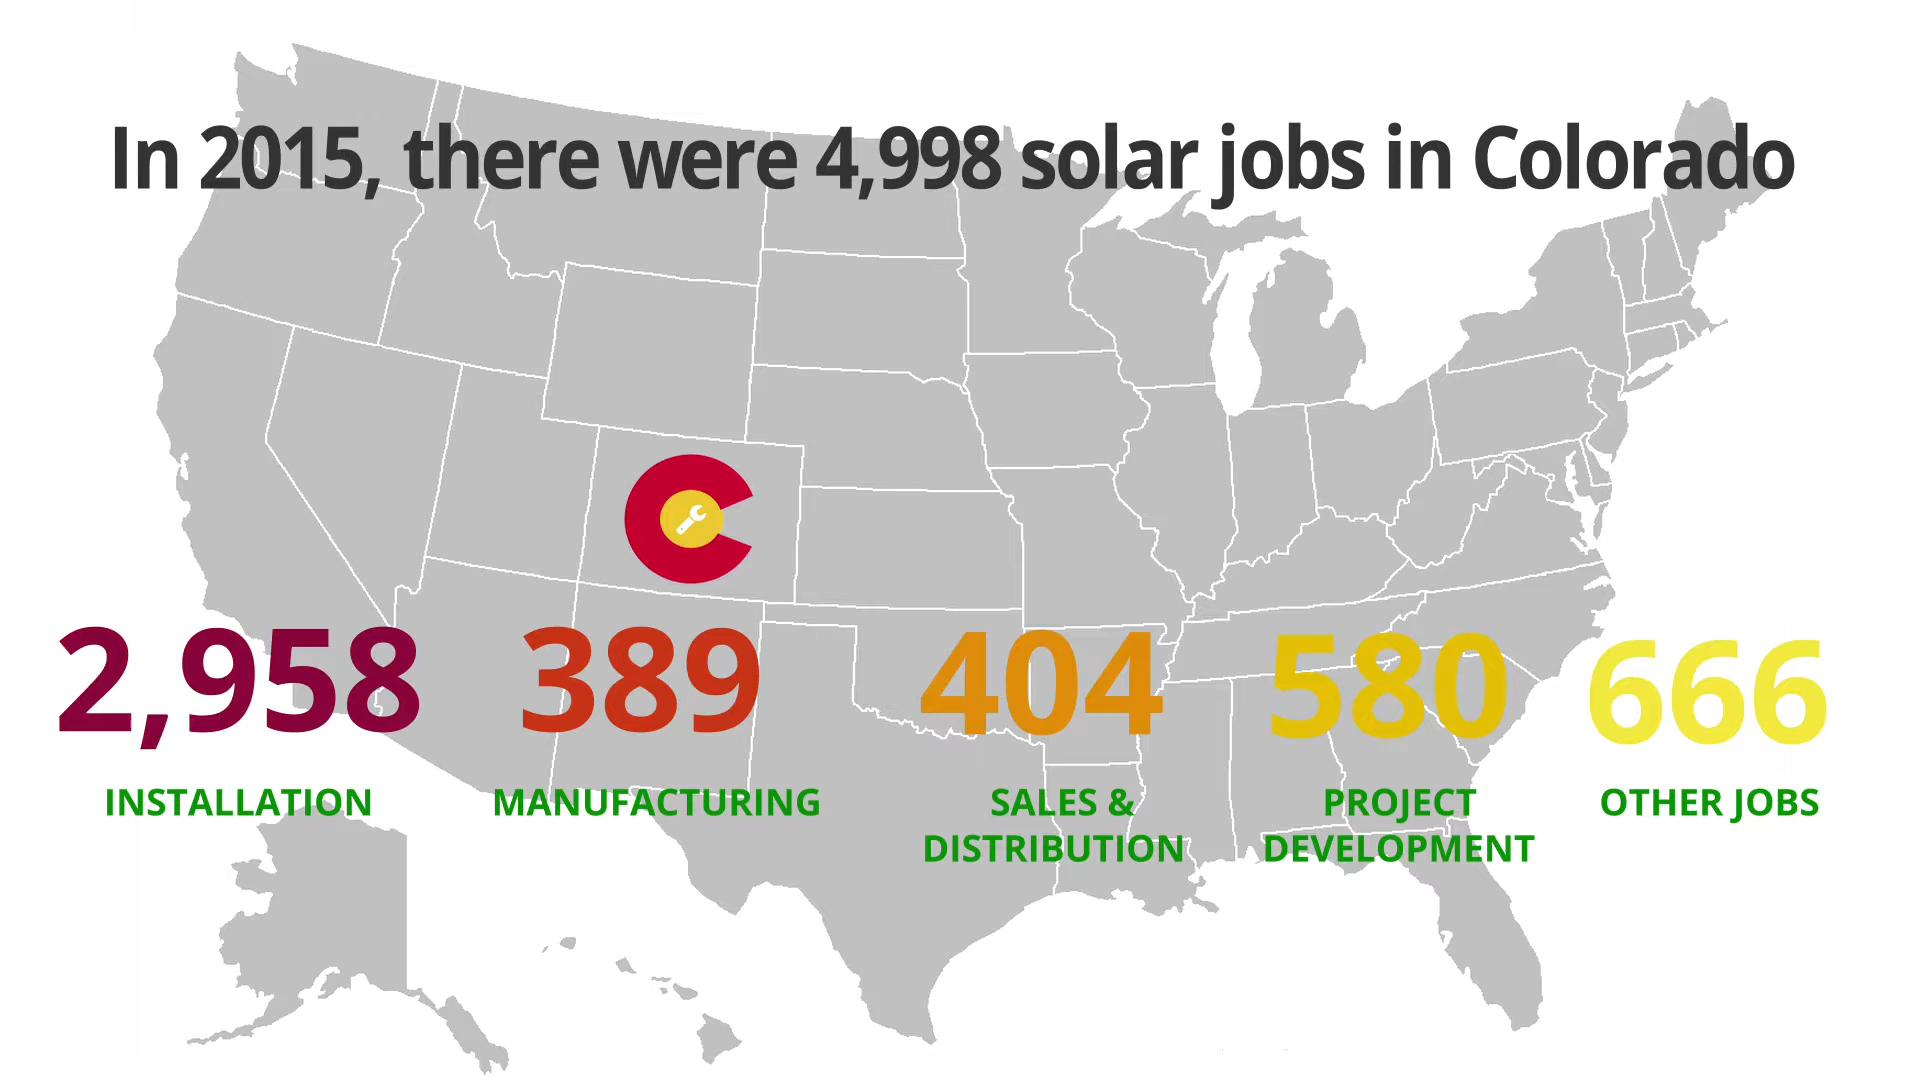 In 2015, there were 4,998 solar jobs in Colorado
2,958
INSTALLATION
389
MANUFACTURING
404
SALES &
DISTRIBUTION
580
PROJECT
DEVELOPMENT
666
OTHER JOBS